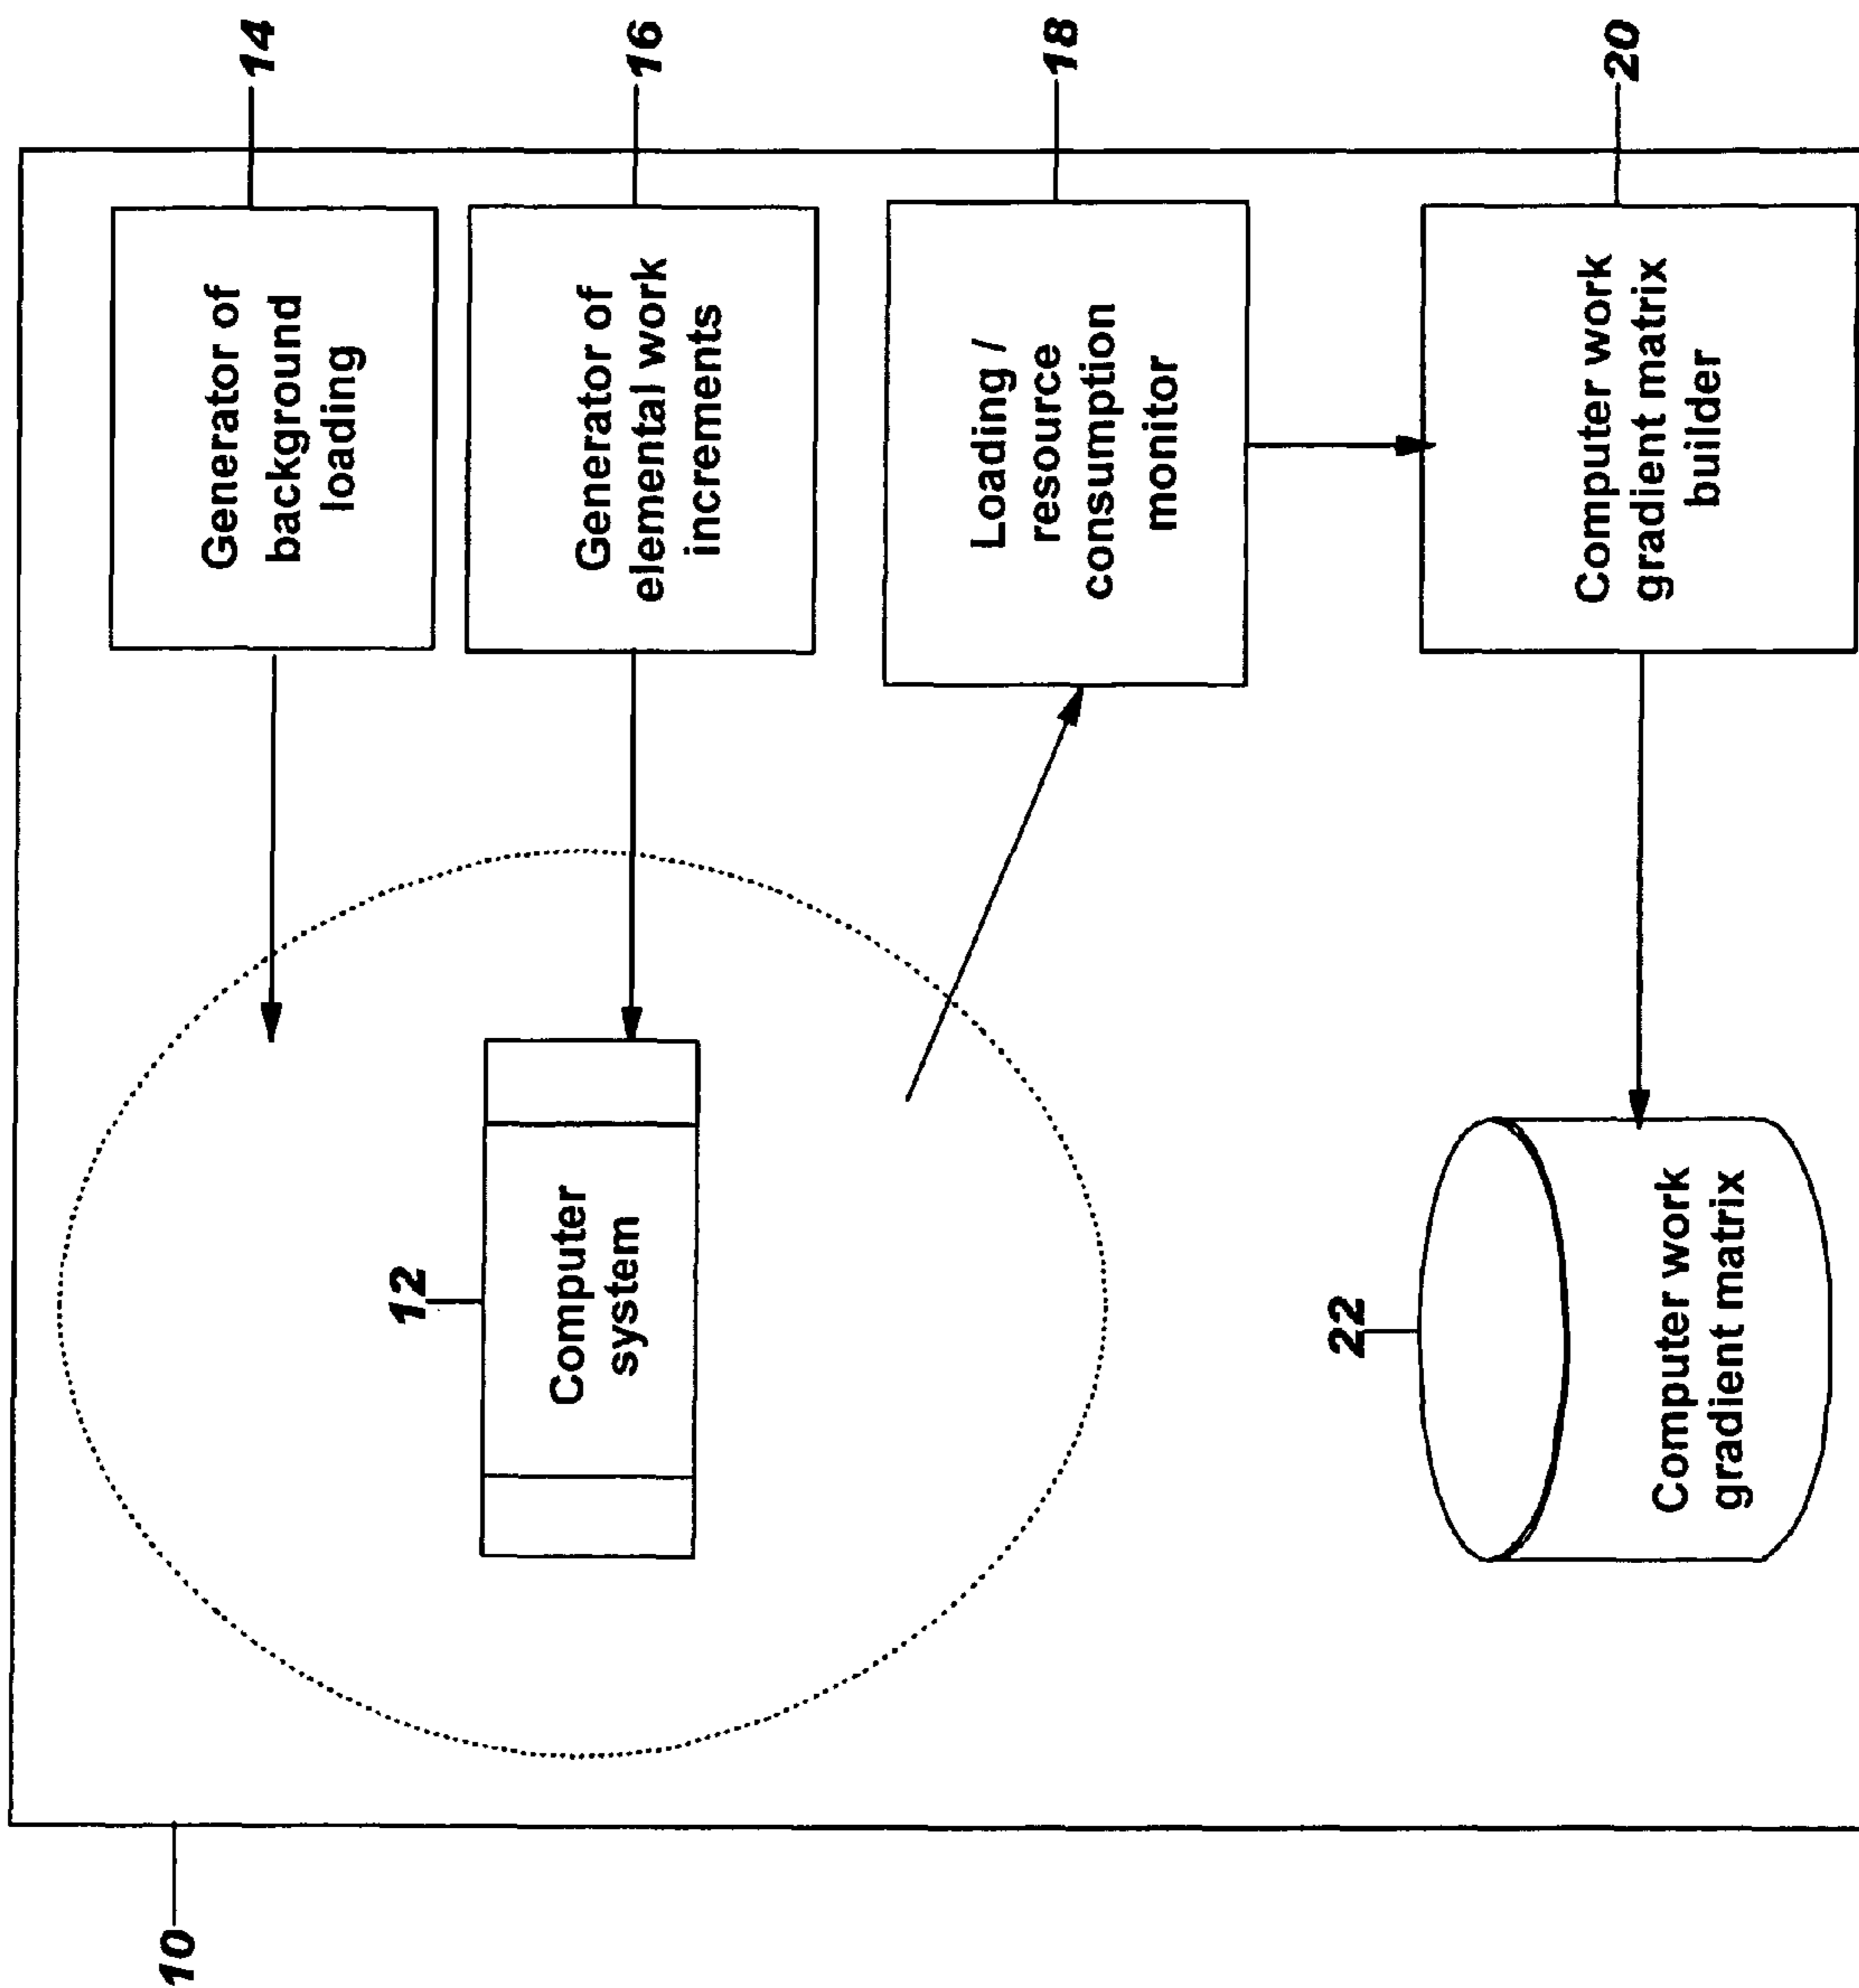 10
12
Computer
system
22
Computer work
gradient matrix
Generator of
background
loading
14
Generator of
elemental work
increments
16
Loading /
resource
consumption
monitor
18
Computer work
gradient matrix
builder
20